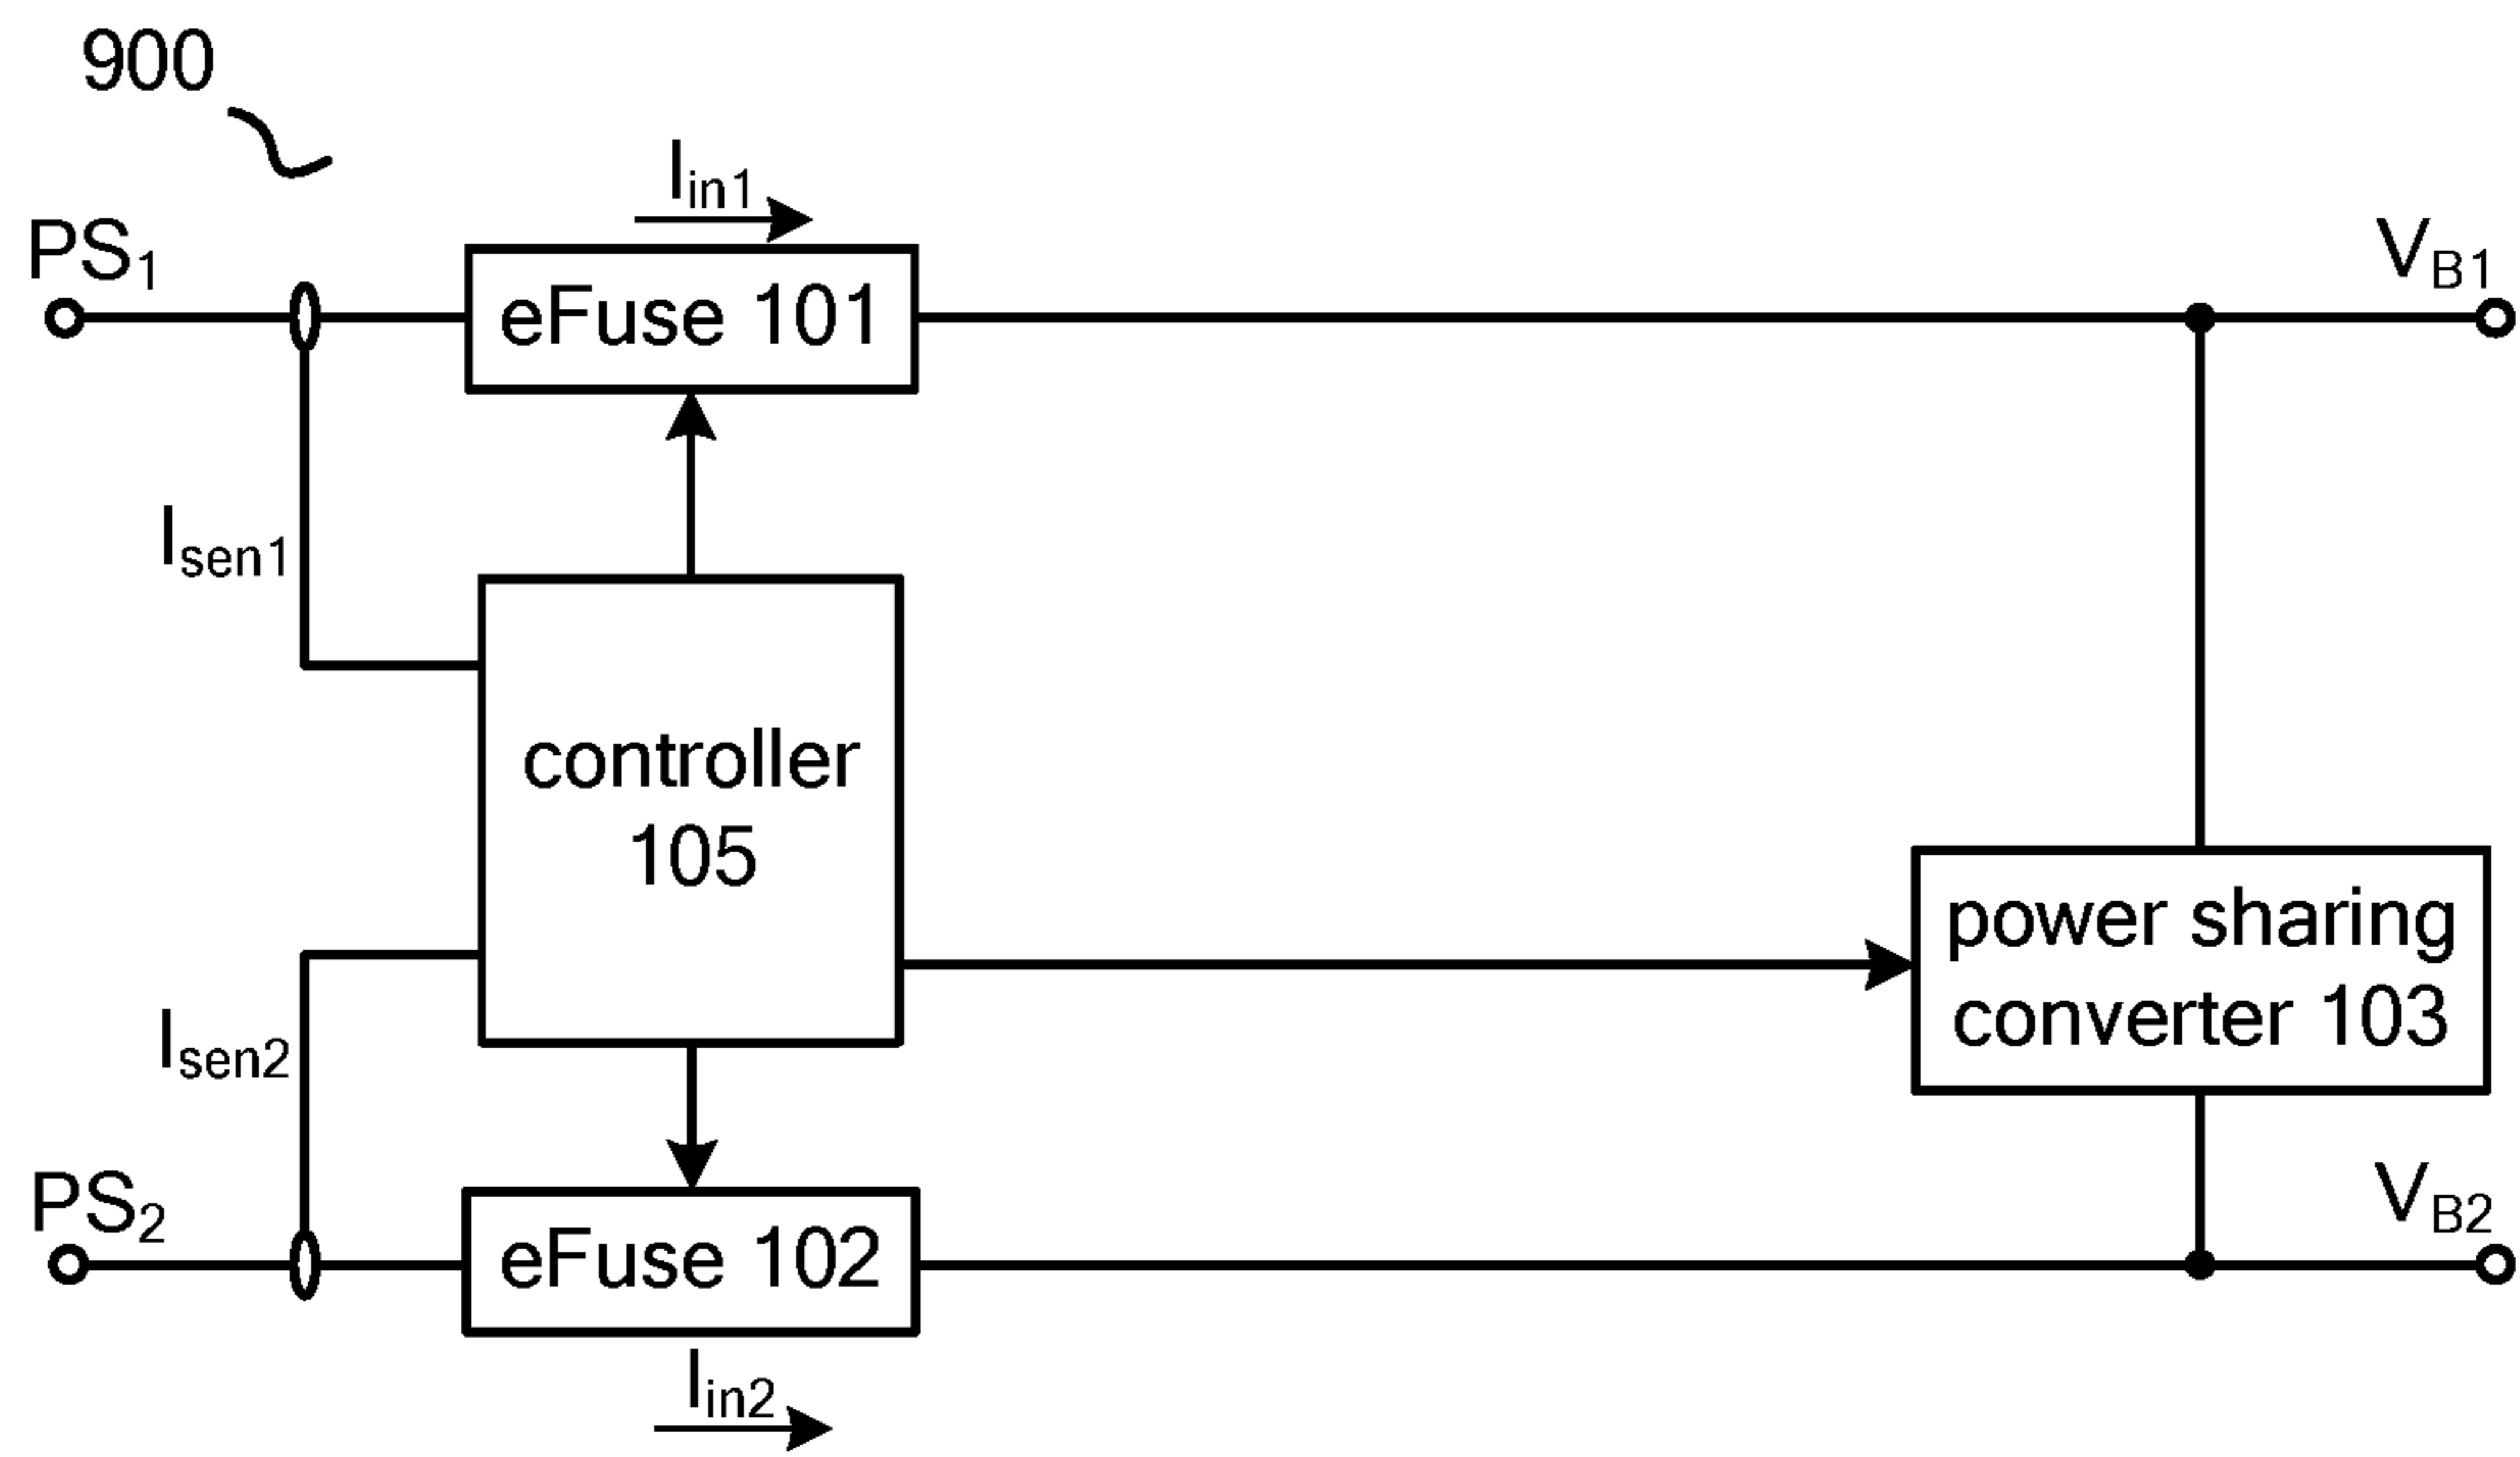 900
Iin1
PS1
VB1
eFuse 101
Isen1
controller
105
power sharing
converter 103
Isen2
PS2
VB2
eFuse 102
Iin2